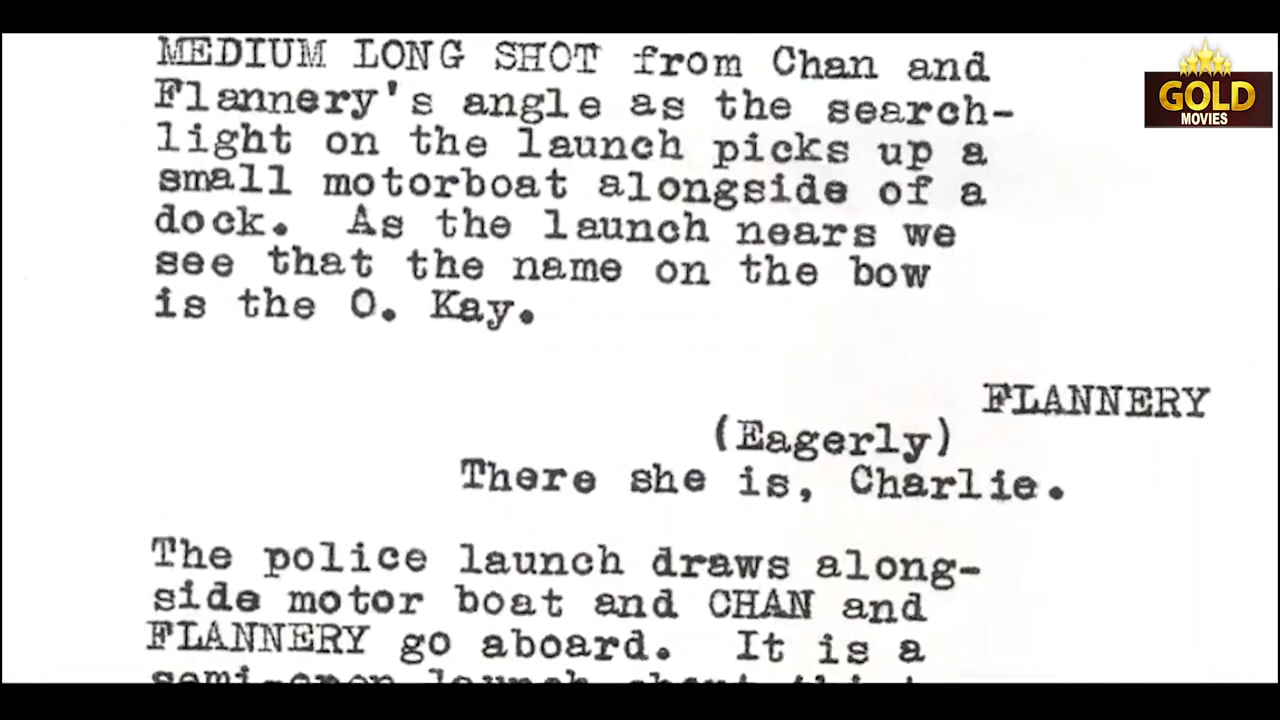 MEDIUM LONG SHOT from Chan and
Flannery's angle as the search-
light on the launch picks up a
small motorboat alongside of a
dock. As the launch nears we
see that the name on the bow
is the O. Kay.
FLANNERY
(Eagerly)
There she is, Charlie.
The police launch draws along-
side motor boat and CHAN and
FLANNERY go aboard. It is a
GOLD
MOVIES